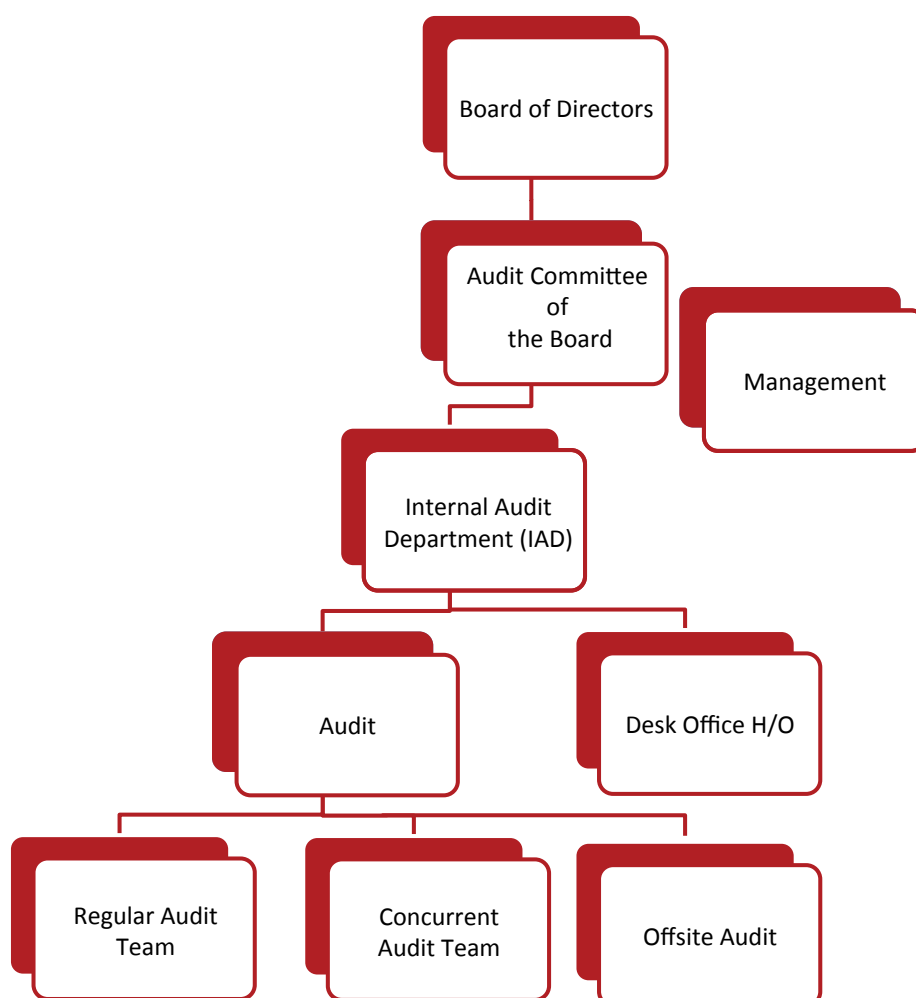 Board of Directors
Audit Committee
of
the Board
Management
Internal Audit
Department (IAD)
Audit
Desk Office H/O
Regular Audit
Team
Concurrent
Audit Team
Offsite Audit